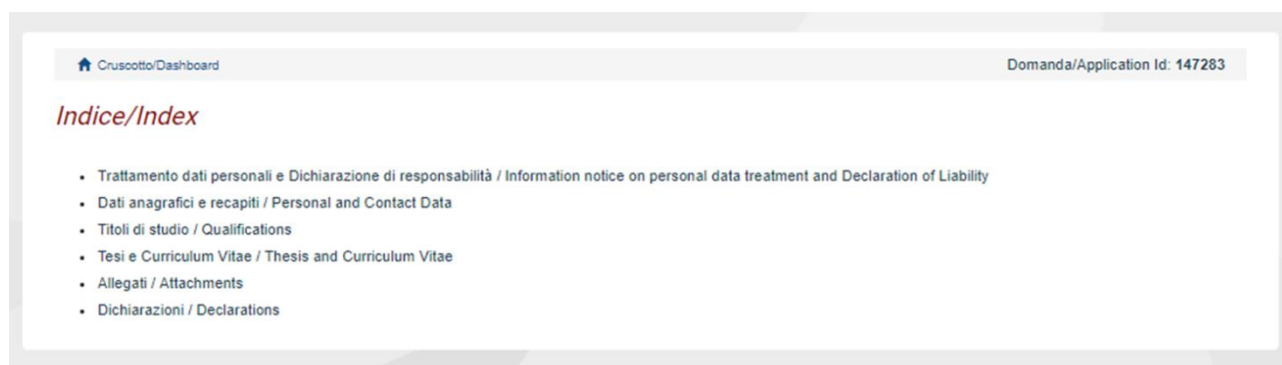 Cruscotto/Dashboard Domanda/Application Id: 147283
Indice/Index
Trattamento dati personali e Dichiarazione di responsabilità / Information notice on personal data treatment and Declaration of Liability
Dati anagrafici e recapiti / Personal and Contact Data
Titoli di studio / Qualifications
Tesi e Curriculum Vitae / Thesis and Curriculum Vitae
Allegati / Attachments
Dichiarazioni / Declarations